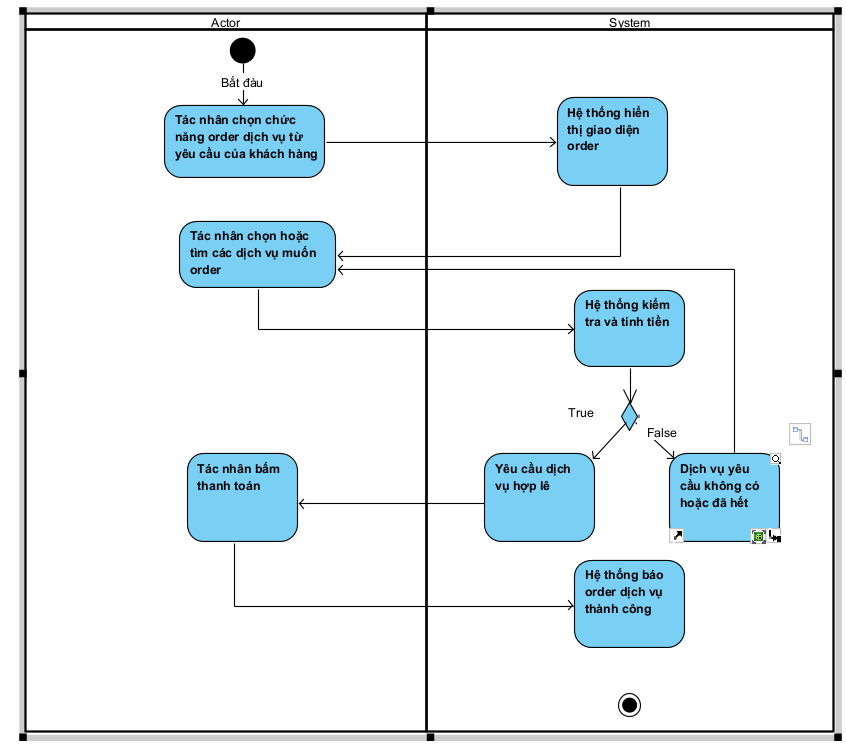 Actor
System
Bắt đàu
Tác nhân chọn chức
năng order dịch vụ từ
yêu cầu của khách hàng
Hệ thống hiển
thị giao diện
order
Tác nhân chọn hoặc
tìm các dịch vụ muốn
order
Hệ thống kiểm
tra và tính tiền
True
False
Tác nhân bấm
thanh toán
Yêu cầu dịch
vụ hợp lê
Dịch vụ yêu
cầu không có
hoặc đã hết
Hệ thống báo
order dịch vụ
thành công